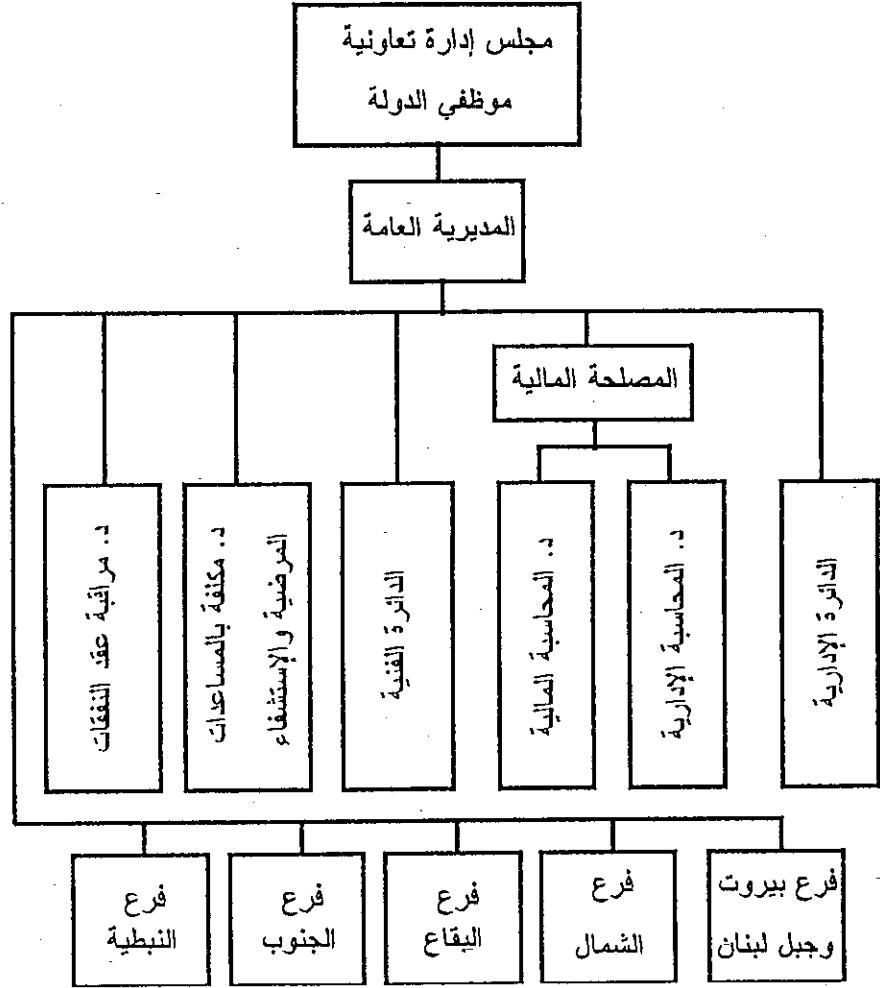 مجلس إدارة تعاونية
موظفي الدولة
المديرية العامة
المصلحة المالية
الدائرة الإدارية
د. المحاسبة الإدارية
د. المحاسبة المالية
الدائرة الفنية
د. مكلفة بالمساعدات
المرضية والإستشفاء
د. مراقبة عقد النفقات
فرع بيروت
وجبل لبنان
فرع
الشمال
فرع
البقاع
فرع
الجنوب
فرع
النبطية